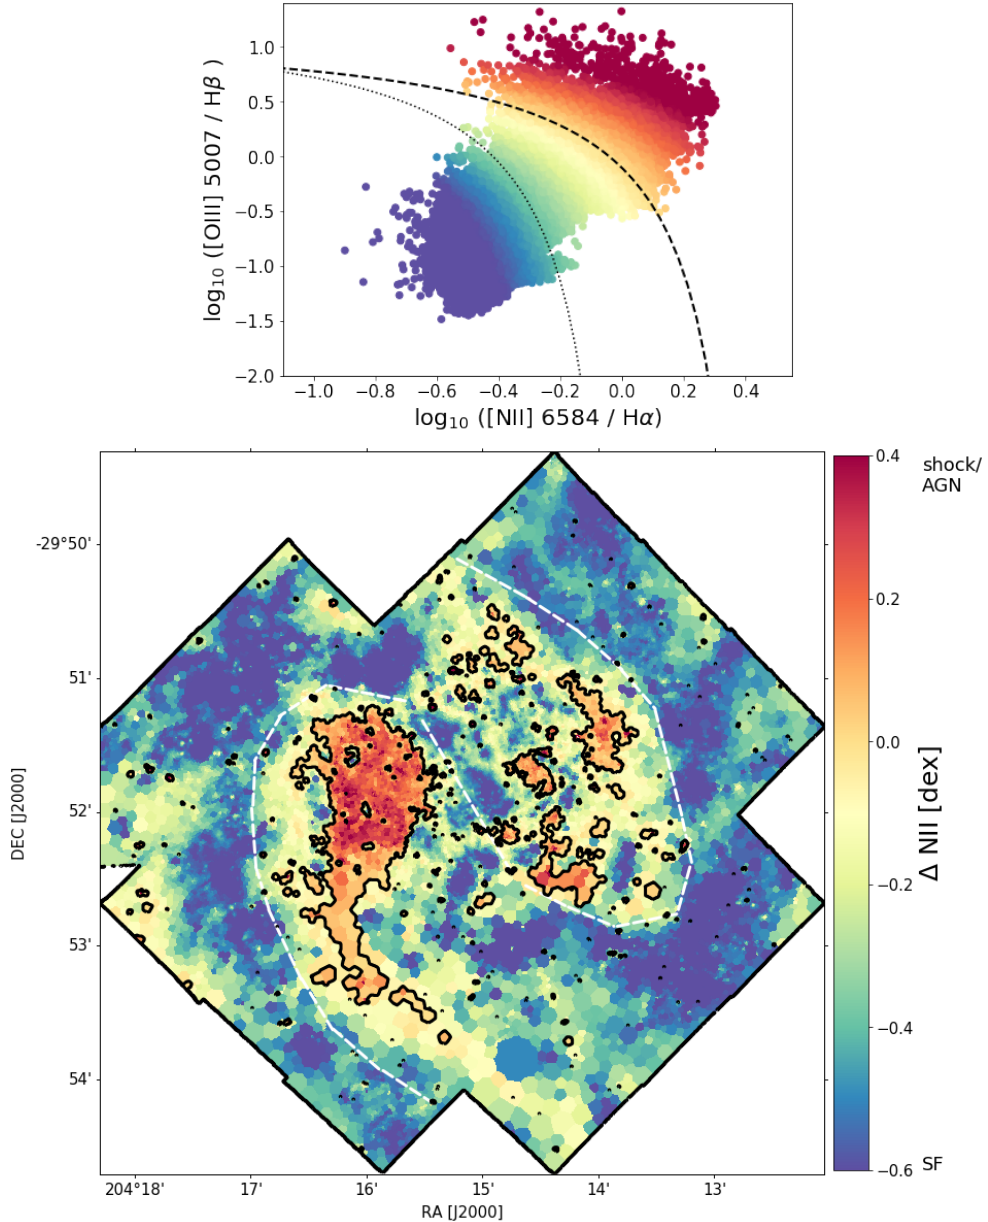 1.0
0.5
0.0
−0.5
−1.0
−1.5
−2.0
log₁₀ ([OIII] 5007 / Hβ )
−1.0 −0.8 −0.6 −0.4 −0.2 0.0 0.2 0.4
log₁₀ ([NII] 6584 / Hα)
-29°50'
51'
52'
53'
54'
DEC [J2000]
204°18' 17' 16' 15' 14' 13'
RA [J2000]
0.4
0.2
0.0
−0.2
−0.4
−0.6
shock/
AGN
Δ NII [dex]
SF